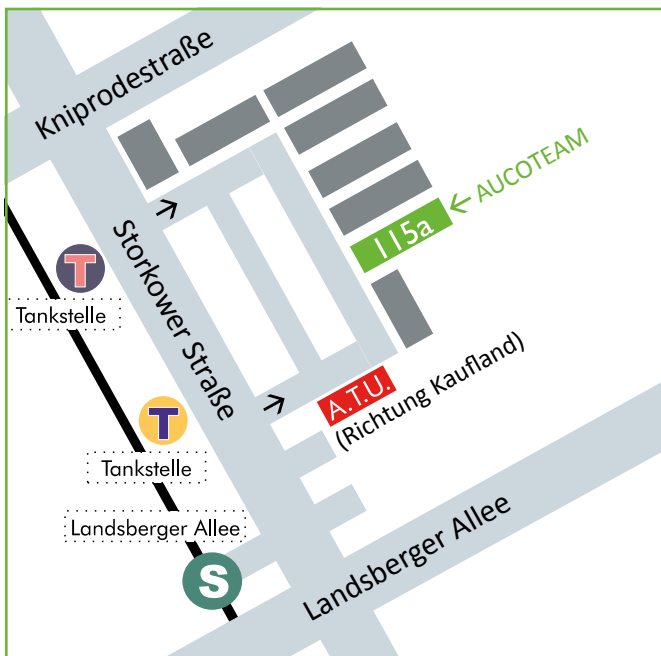 Kniprodestraße
AUCOTEAM
115a
Storkower Straße
T
Tankstelle
A.T.U.
(Richtung Kaufland)
T
Tankstelle
Landsberger Allee
S
Landsberger Allee